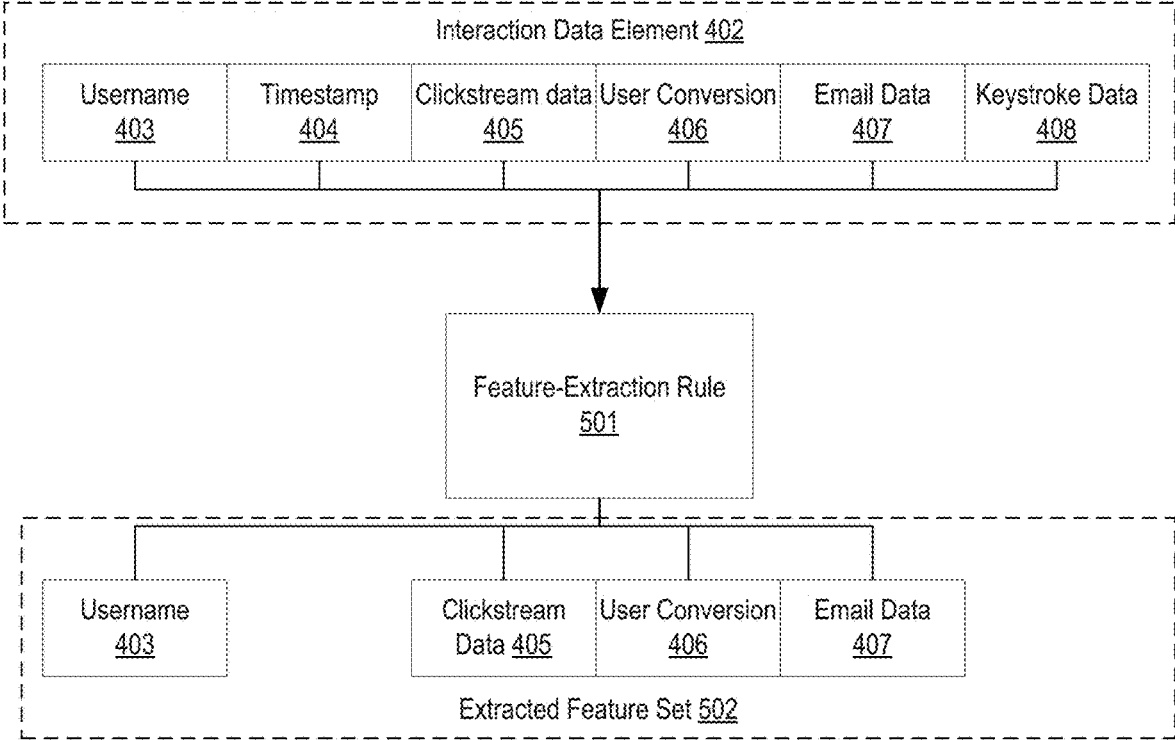 Interaction Data Element 402
Username Timestamp Clickstream data User Conversion Email Data Keystroke Data
403 404 405 406 407 408
Feature-Extraction Rule
501
Username Clickstream User Conversion Email Data
403 Data 405 406 407
Extracted Feature Set 502